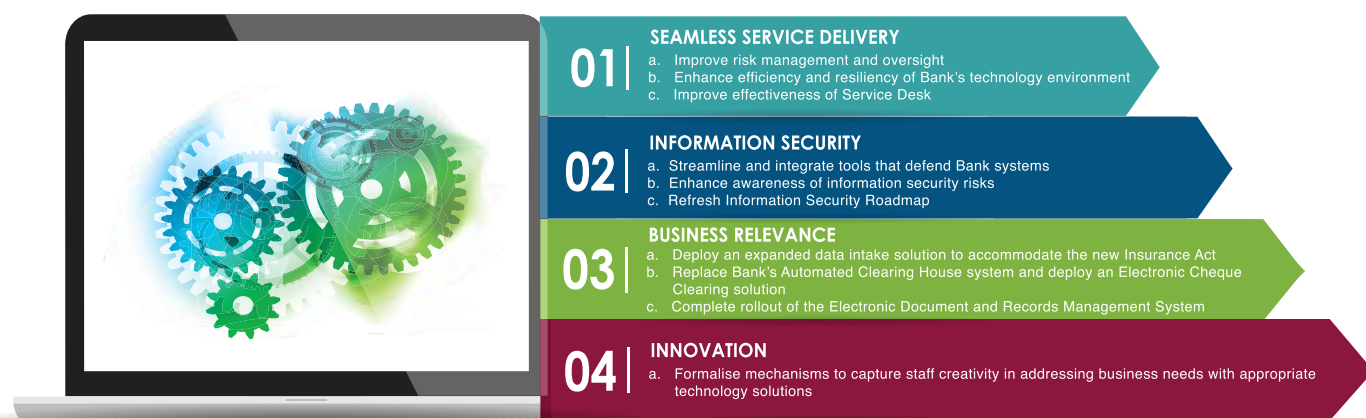 01
SEAMLESS SERVICE DELIVERY
a. Improve risk management and oversight
b. Enhance efficiency and resiliency of Bank's technology environment
c. Improve effectiveness of Service Desk
02
INFORMATION SECURITY
a. Streamline and integrate tools that defend Bank systems
b. Enhance awareness of information security risks
c. Refresh Information Security Roadmap
03
BUSINESS RELEVANCE
a. Deploy an expanded data intake solution to accommodate the new Insurance Act
b. Replace Bank's Automated Clearing House system and deploy an Electronic Cheque
Clearing solution
c. Complete rollout of the Electronic Document and Records Management System
04
INNOVATION
a. Formalise mechanisms to capture staff creativity in addressing business needs with appropriate
technology solutions